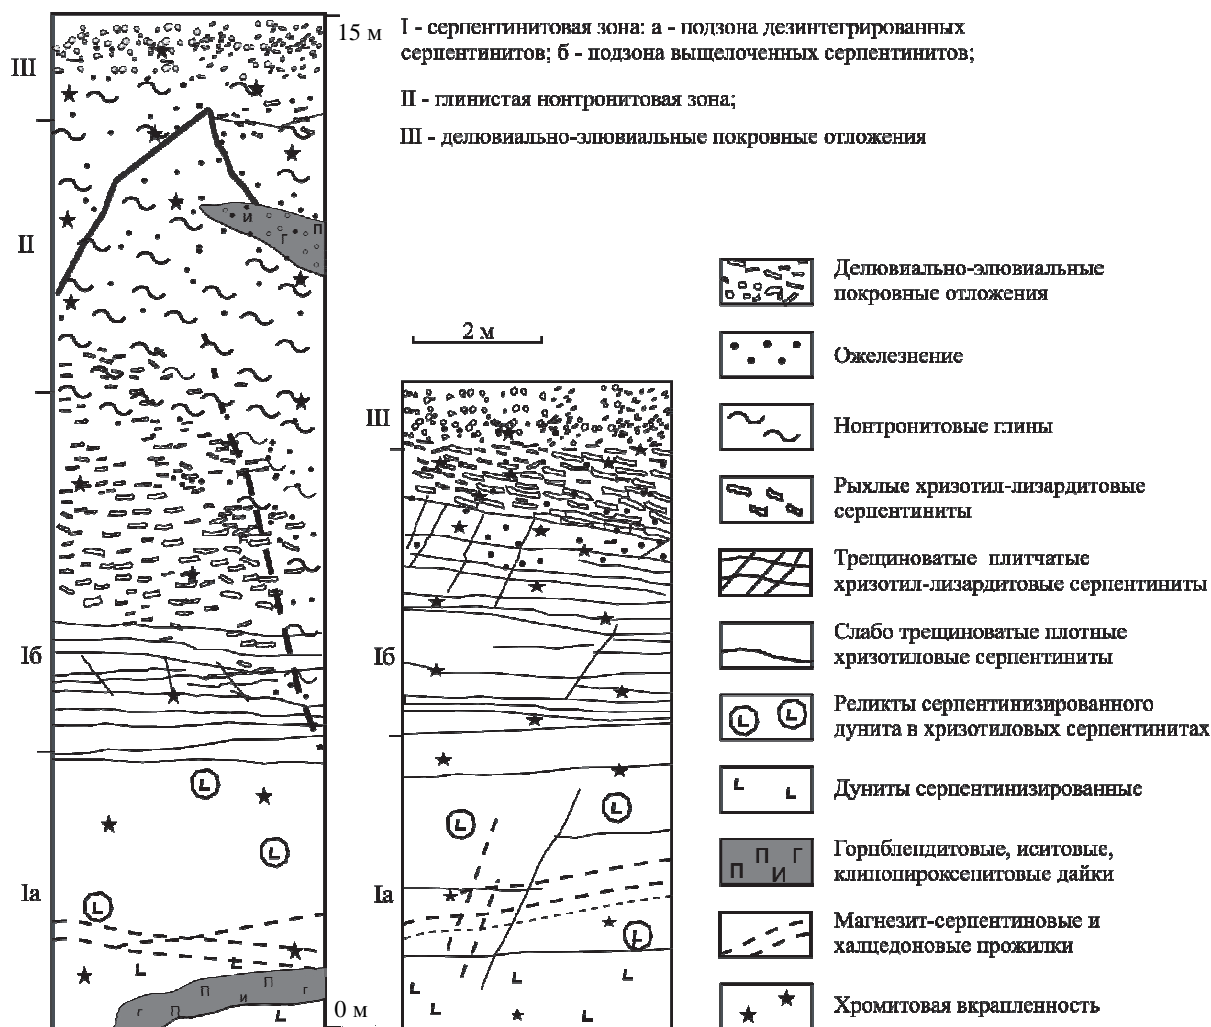 15 м
I - серпентинитовая зона: а - подзона дезинтегрированных
серпентинитов; б - подзона выщелоченных серпентинитов;
II - глинистая нонтронитовая зона;
III - делювиально-элювиальные покровные отложения
III
II
Iб
Iа
И
Г
П
Г
П
П
И
П
Г
0 м
2 м
III
Iб
Iа
Делювиально-элювиальные
покровные отложения
Ожелезнение
Нонтронитовые глины
Рыхлые хризотил-лизардитовые
серпентиниты
Трещиноватые плитчатые
хризотил-лизардитовые серпентиниты
Слабо трещиноватые плотные
хризотиловые серпентиниты
Реликты серпентинизированного
дунита в хризотиловых серпентинитах
Дуниты серпентинизированные
П П И Г
Горнблендитовые, иситовые,
клинопироксенитовые дайки
Магнезит-серпентиновые и
халцедоновые прожилки
Хромитовая вкрапленность